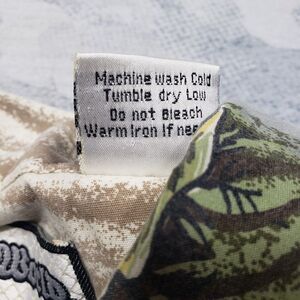 Machine wash Cold
Tumble dry Low
Do not Bleach
Warm Iron If